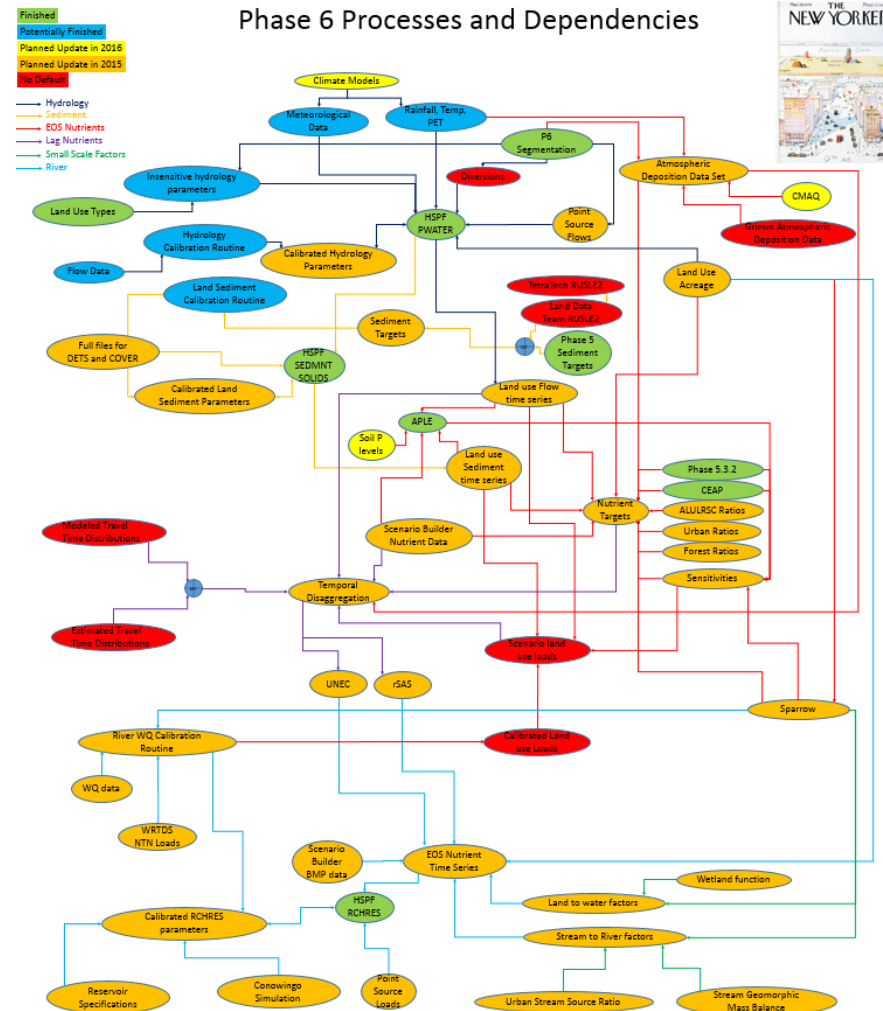 Phase 6 Processes and Dependencies
Finished
Potentially Finished
Planned Update in 2016
Planned Update in 2015
No Default
Hydrology
Sediment
EOS Nutrients
Lag Nutrients
Small Scale Factors
River
THE
NEW YORKER
Climate Models
Meteorological
Data
Rainfall, Temp,
PET
P6
Segmentation
Diversions
Atmospheric
Deposition Data Set
CMAQ
Grimm Atmospheric
Deposition Data
Insensitive hydrology
parameters
Land Use Types
HSPF
PWATER
Point
Source Flows
Hydrology
Calibration Routine
Calibrated Hydrology
Parameters
Flow Data
Land Use
Acreage
Land Sediment
Calibration Routine
TetraTech RUSLE2
Land Data
Team RUSLE2
Sediment
Targets
Phase 5
Sediment
Targets
Full files for
DETS and COVER
HSPF
SEDMNT
SOLIDS
Calibrated Land
Sediment Parameters
Land use Flow
time series
APLE
Soil P
levels
Land use
Sediment
time series
Phase 5.3.2
CEAP
Nutrient
Targets
ALULRSC Ratios
Urban Ratios
Forest Ratios
Sensitivities
Modeled Travel
Time Distributions
Scenario Builder
Nutrient Data
Temporal
Disaggregation
Estimated Travel
Time Distributions
Scenario land
use loads
UNEC
rSAS
Sparrow
River WQ Calibration
Routine
Calibrated Land
use Loads
WQ data
WRTDS
NTN Loads
Scenario
Builder
BMP data
EOS Nutrient
Time Series
Wetland function
Land to water factors
HSPF
RCHRES
Calibrated RCHRES
parameters
Stream to River factors
Reservoir
Specifications
Conowingo
Simulation
Point
Source
Loads
Urban Stream Source Ratio
Stream Geomorphic
Mass Balance